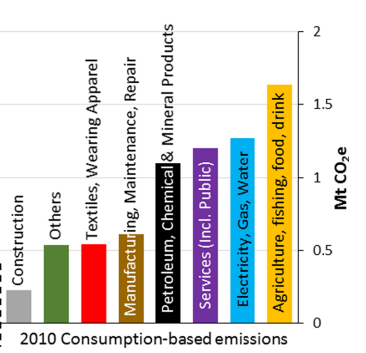 Construction
Others
Textiles, Wearing Apparel
Manufacturing, Maintenance, Repair
Petroleum, Chemical & Mineral Products
Services (Incl. Public)
Electricity, Gas, Water
Agriculture, fishing, food, drink
2
1.5
1
0.5
0
Mt CO₂e
2010 Consumption-based emissions